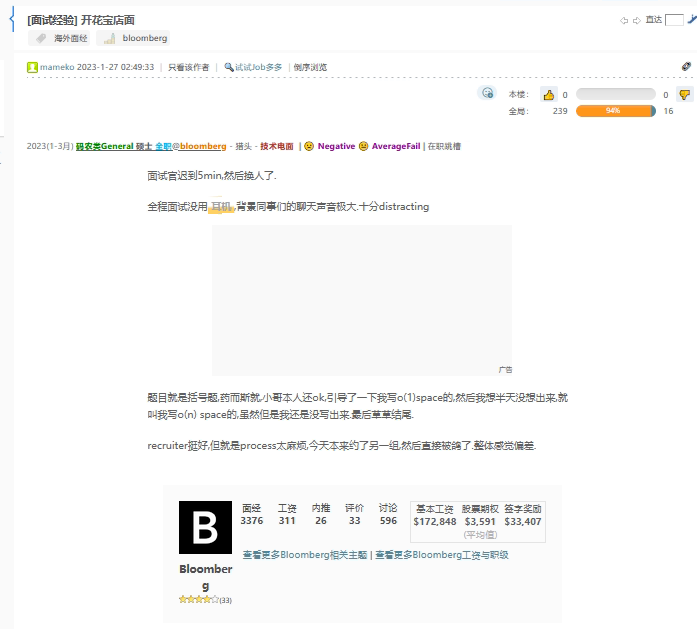 [面试经验] 开花宝店面
直达
海外面经 bloomberg
mameko 2023-1-27 02:49:33 | 只看该作者 | 试试Job多多 | 倒序浏览
本楼: 0 0
全局: 239 94% 16
2023(1-3月) 码农类General 硕士 全职@bloomberg - 猎头 - 技术电面 | Negative AverageFail | 在职跳槽
面试官迟到5min,然后换人了.
全程面试没用 耳机 ,背景同事们的聊天声音极大.十分distracting
广告
题目就是括号题,药而斯就,小哥本人还ok,引导了一下我写o(1)space的,然后我想半天没想出来,就
叫我写o(n) space的,虽然但是我还是没写出来.最后草草结尾.
recruiter挺好,但就是process太麻烦,今天本来约了另一组,然后直接被鸽了.整体感觉偏差.
面经 工资 内推 评价 讨论 基本工资 股票期权 签字奖励
3376 311 26 33 596 $172,848 $3,591 $33,407
(平均值)
B
查看更多Bloomberg相关主题 | 查看更多Bloomberg工资与职级
Bloomber
g
(33)